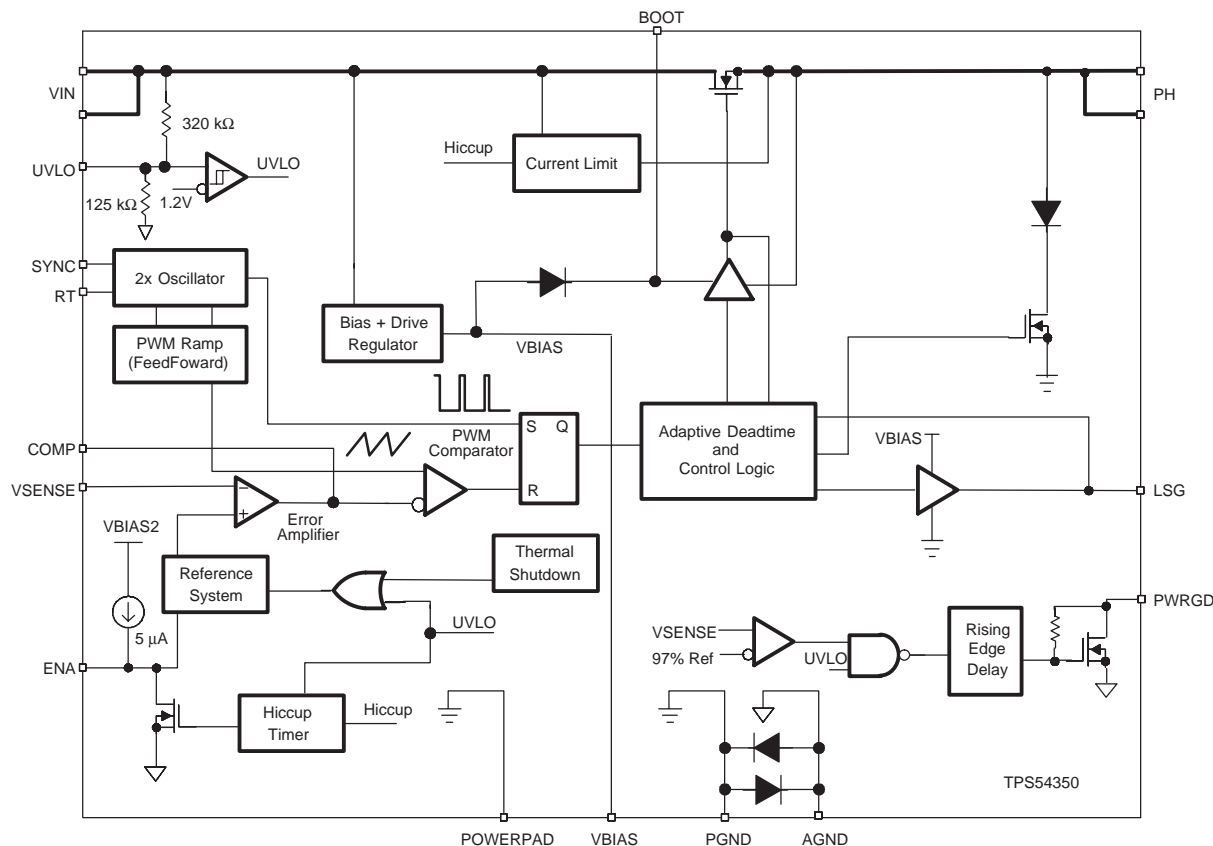 BOOT
VIN
PH
320 kΩ
Hiccup
Current Limit
UVLO
UVLO
125 kΩ
1.2V
SYNC
2x Oscillator
RT
Bias + Drive
Regulator
PWM Ramp
(FeedFoward)
VBIAS
S Q
R
PWM
Comparator
Adaptive Deadtime
and
Control Logic
VBIAS
COMP
VSENSE
−
+
Error
Amplifier
LSG
VBIAS2
Thermal
Shutdown
Reference
System
5 μA
UVLO
ENA
PWRGD
VSENSE
97% Ref
UVLO
Rising
Edge
Delay
Hiccup
Timer
Hiccup
TPS54350
POWERPAD
VBIAS
PGND
AGND